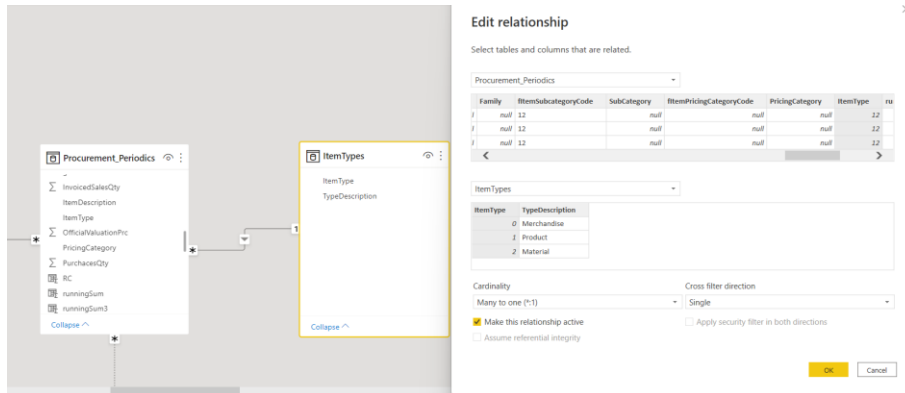 Procurement_Periodics
InvoicedSalesQty
ItemDescription
ItemType
OfficialValuationPrc
PricingCategory
PurchacesQty
RC
runningSum
runningSum3
Collapse
*
*
*
1
ItemTypes
ItemType
TypeDescription
Collapse
Edit relationship
Select tables and columns that are related.
Procurement_Periodics
Family fItemSubcategoryCode SubCategory fItemPricingCategoryCode PricingCategory ItemType ru
null 12 null null null 12
null 12 null null null 12
null 12 null null null 12
ItemTypes
ItemType TypeDescription
0 Merchandise
1 Product
2 Material
Cardinality Cross filter direction
Many to one (*:1) Single
Make this relationship active Apply security filter in both directions
Assume referential integrity
OK Cancel